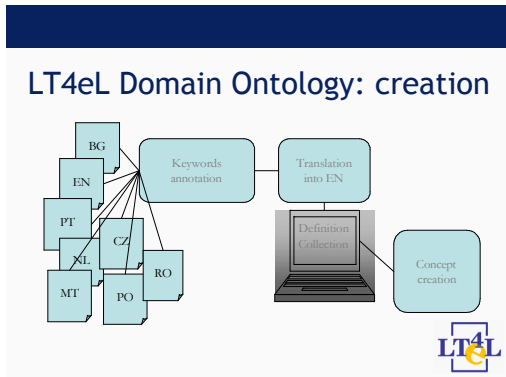 LT4eL Domain Ontology: creation
BG
EN
PT
NL
MT
CZ
PO
RO
Keywords
annotation
Translation
into EN
Definition
Collection
Concept
creation
LT4eL